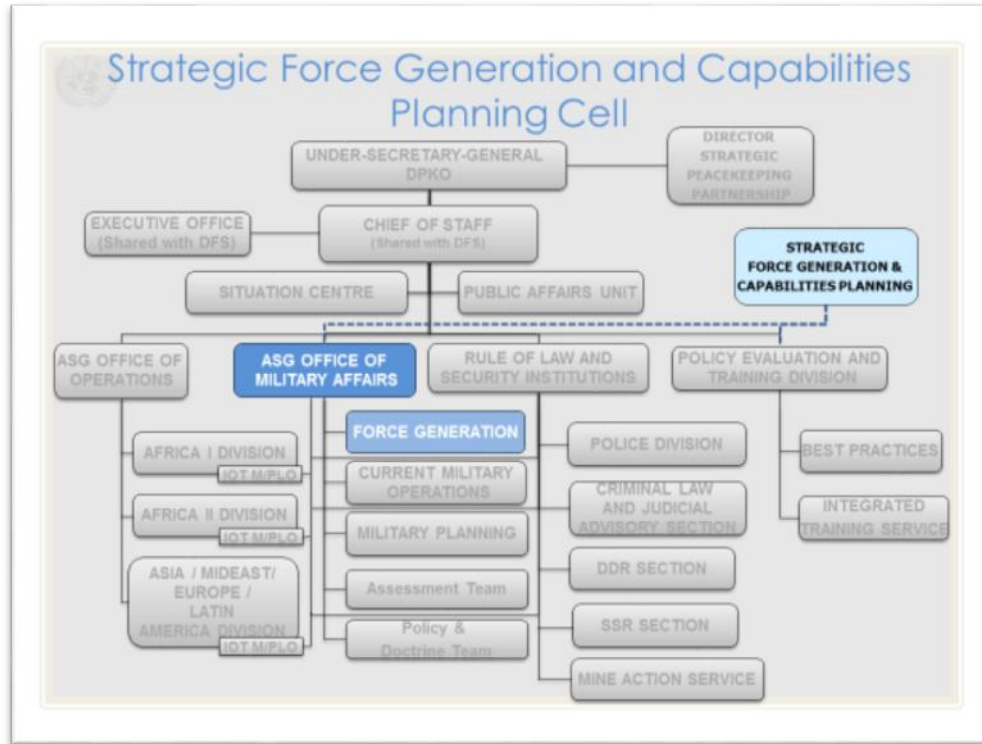 Strategic Force Generation and Capabilities
Planning Cell
UNDER-SECRETARY-GENERAL
DPKO
DIRECTOR
STRATEGIC
PEACEKEEPING
PARTNERSHIP
EXECUTIVE OFFICE
(Shared with DFS)
CHIEF OF STAFF
(Shared with DFS)
STRATEGIC
FORCE GENERATION &
CAPABILITIES PLANNING
SITUATION CENTRE
PUBLIC AFFAIRS UNIT
ASG OFFICE OF
OPERATIONS
ASG OFFICE OF
MILITARY AFFAIRS
RULE OF LAW AND
SECURITY INSTITUTIONS
POLICY EVALUATION AND
TRAINING DIVISION
AFRICA I DIVISION
IOT M/PLO
AFRICA II DIVISION
IOT M/PLO
ASIA / MIDEAST/
EUROPE /
LATIN
AMERICA DIVISION
IOT M/PLO
FORCE GENERATION
CURRENT MILITARY
OPERATIONS
MILITARY PLANNING
Assessment Team
Policy &
Doctrine Team
POLICE DIVISION
CRIMINAL LAW
AND JUDICIAL
ADVISORY SECTION
DDR SECTION
SSR SECTION
MINE ACTION SERVICE
BEST PRACTICES
INTEGRATED
TRAINING SERVICE